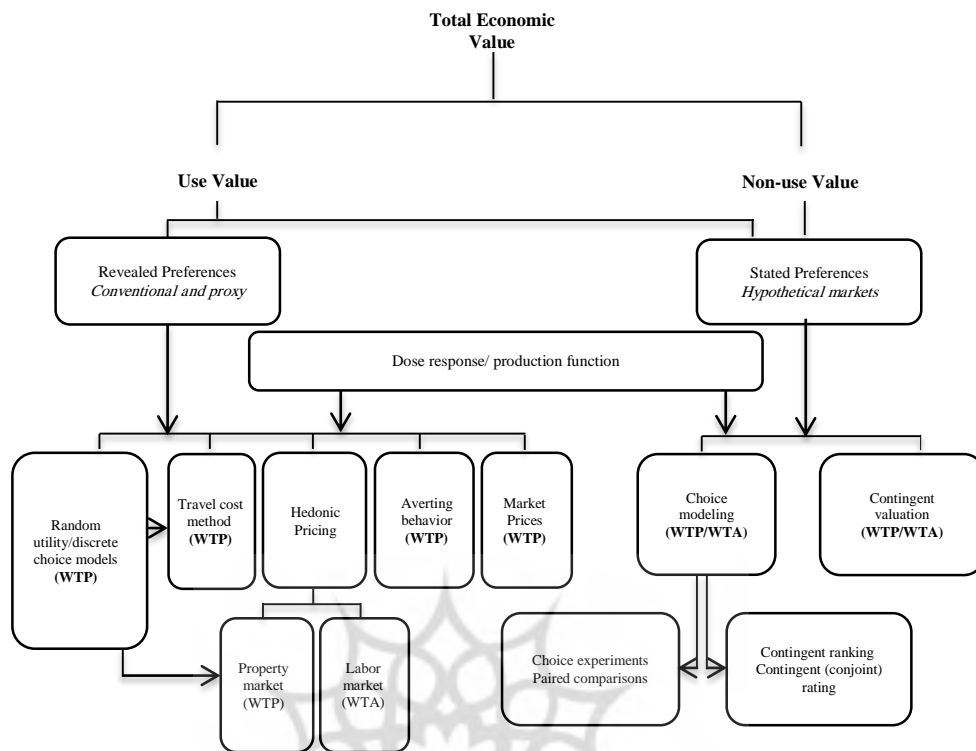 Total Economic
Value
Use Value
Non-use Value
Revealed Preferences
Conventional and proxy
Stated Preferences
Hypothetical markets
Dose response/ production function
Random
utility/discrete
choice models
(WTP)
Travel cost
method
(WTP)
Hedonic
Pricing
Averting
behavior
(WTP)
Market
Prices
(WTP)
Choice
modeling
(WTP/WTA)
Contingent
valuation
(WTP/WTA)
Property
market
(WTP)
Labor
market
(WTA)
Choice experiments
Paired comparisons
Contingent ranking
Contingent (conjoint)
rating